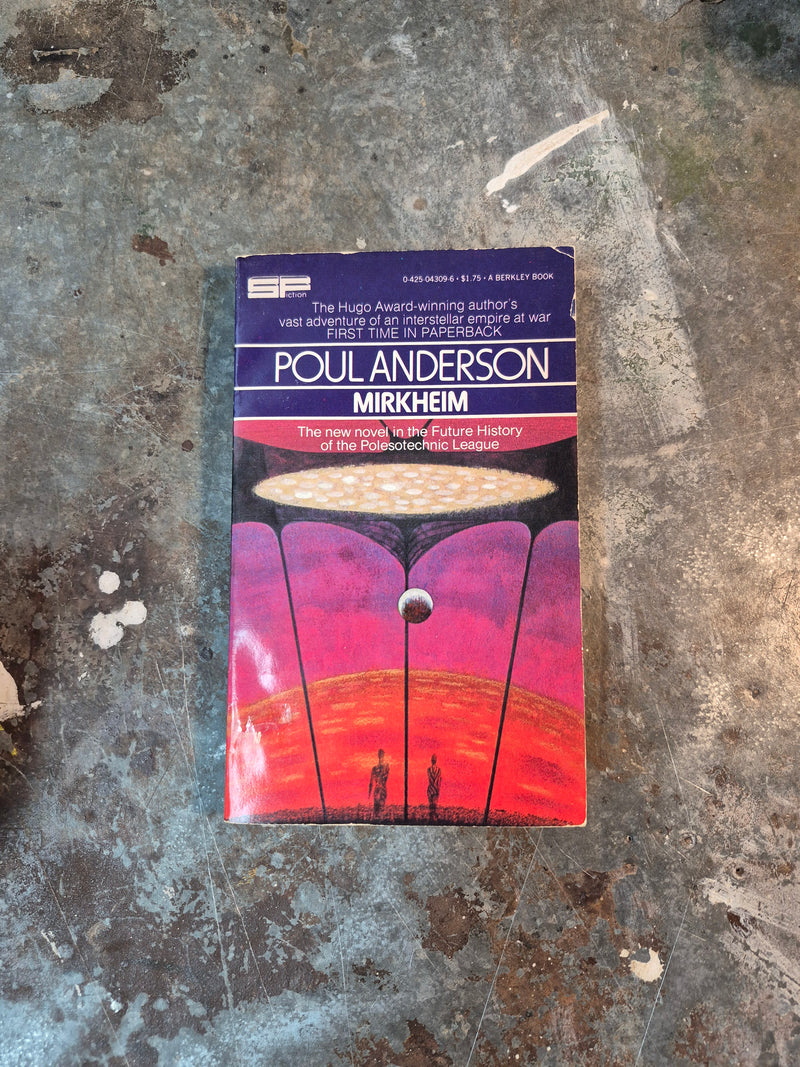 SF
iction
0-425-04309-6 • $1.75 • A BERKLEY BOOK
The Hugo Award-winning author's
vast adventure of an interstellar empire at war
FIRST TIME IN PAPERBACK
POUL ANDERSON
MIRKHEIM
The new novel in the Future History
of the Polesotechnic League